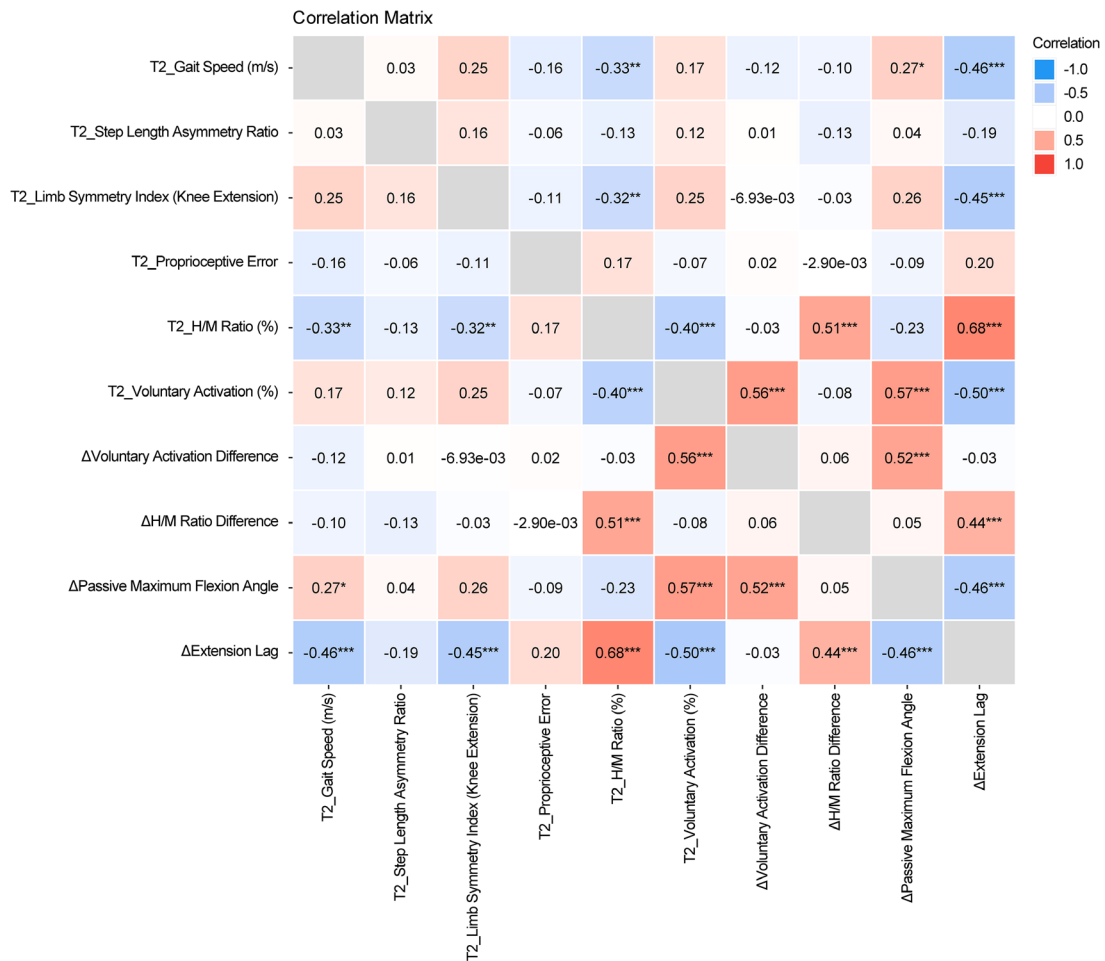 Correlation Matrix
Correlation
-1.0
-0.5
0.0
0.5
1.0
T2_Gait Speed (m/s) 0.03 0.25 -0.16 -0.33** 0.17 -0.12 -0.10 0.27* -0.46***
T2_Step Length Asymmetry Ratio 0.03 0.16 -0.06 -0.13 0.12 0.01 -0.13 0.04 -0.19
T2_Limb Symmetry Index (Knee Extension) 0.25 0.16 -0.11 -0.32** 0.25 -6.93e-03 -0.03 0.26 -0.45***
T2_Proprioceptive Error -0.16 -0.06 -0.11 0.17 -0.07 0.02 -2.90e-03 -0.09 0.20
T2_H/M Ratio (%) -0.33** -0.13 -0.32** 0.17 -0.40*** -0.03 0.51*** -0.23 0.68***
T2_Voluntary Activation (%) 0.17 0.12 0.25 -0.07 -0.40*** 0.56*** -0.08 0.57*** -0.50***
ΔVoluntary Activation Difference -0.12 0.01 -6.93e-03 0.02 -0.03 0.56*** 0.06 0.52*** -0.03
ΔH/M Ratio Difference -0.10 -0.13 -0.03 -2.90e-03 0.51*** -0.08 0.06 0.05 0.44***
ΔPassive Maximum Flexion Angle 0.27* 0.04 0.26 -0.09 -0.23 0.57*** 0.52*** 0.05 -0.46***
ΔExtension Lag -0.46*** -0.19 -0.45*** 0.20 0.68*** -0.50*** -0.03 0.44*** -0.46***
T2_Gait Speed (m/s)
T2_Step Length Asymmetry Ratio
T2_Limb Symmetry Index (Knee Extension)
T2_Proprioceptive Error
T2_H/M Ratio (%)
T2_Voluntary Activation (%)
ΔVoluntary Activation Difference
ΔH/M Ratio Difference
ΔPassive Maximum Flexion Angle
ΔExtension Lag